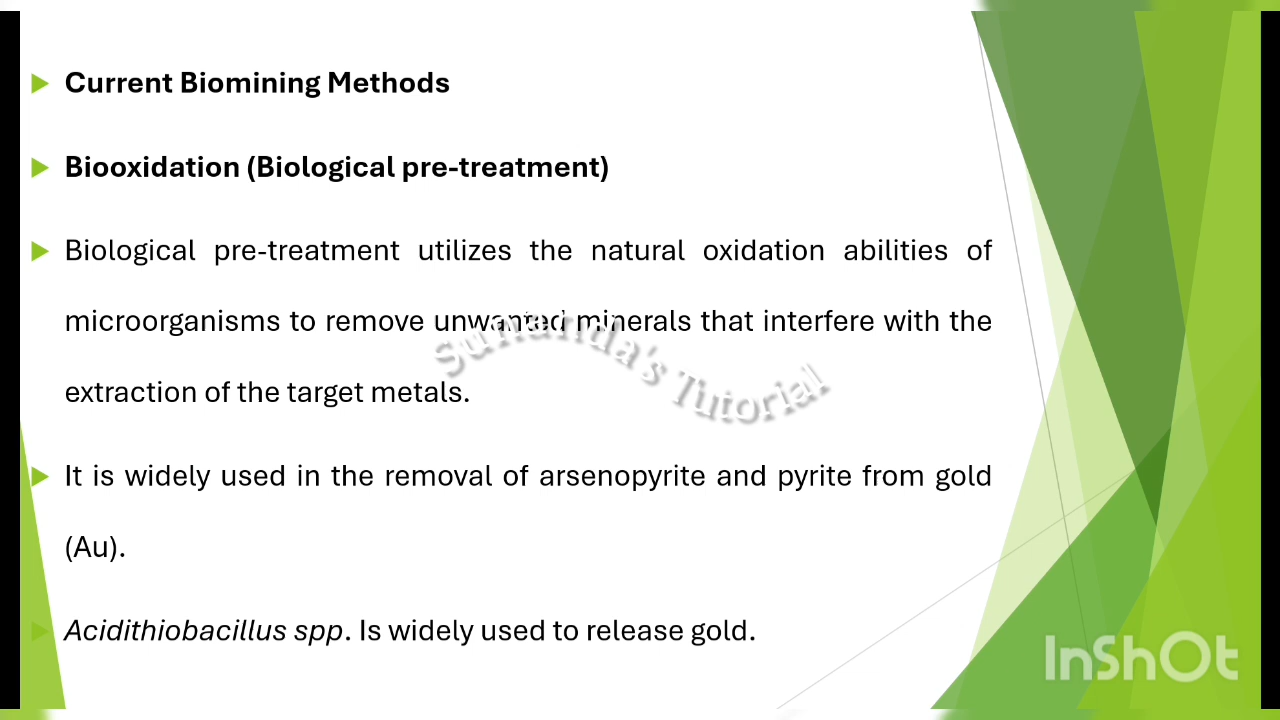 Current Biomining Methods
Biooxidation (Biological pre-treatment)
Biological pre-treatment utilizes the natural oxidation abilities of
microorganisms to remove unwanted minerals that interfere with the
extraction of the target metals.
Sunanda's Tutorial
It is widely used in the removal of arsenopyrite and pyrite from gold
(Au).
Acidithiobacillus spp. Is widely used to release gold.
InShOt